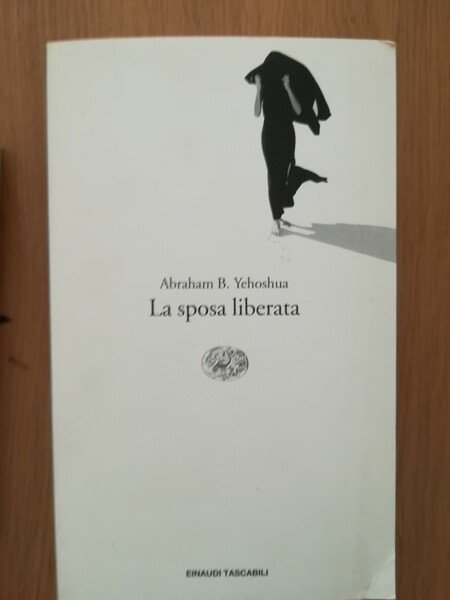 Abraham B. Yehoshua
La sposa liberata
EINAUDI TASCABILI